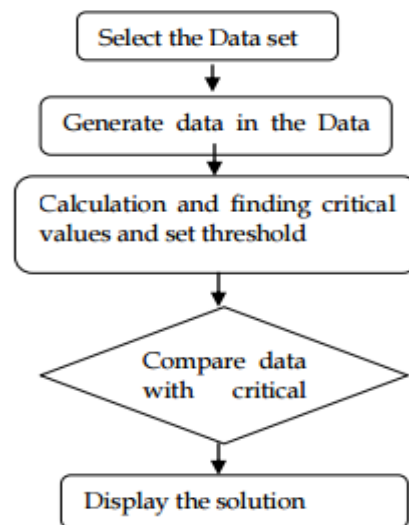 Select the Data set
Generate data in the Data
Calculation and finding critical
values and set threshold
Compare data
with critical
Display the solution